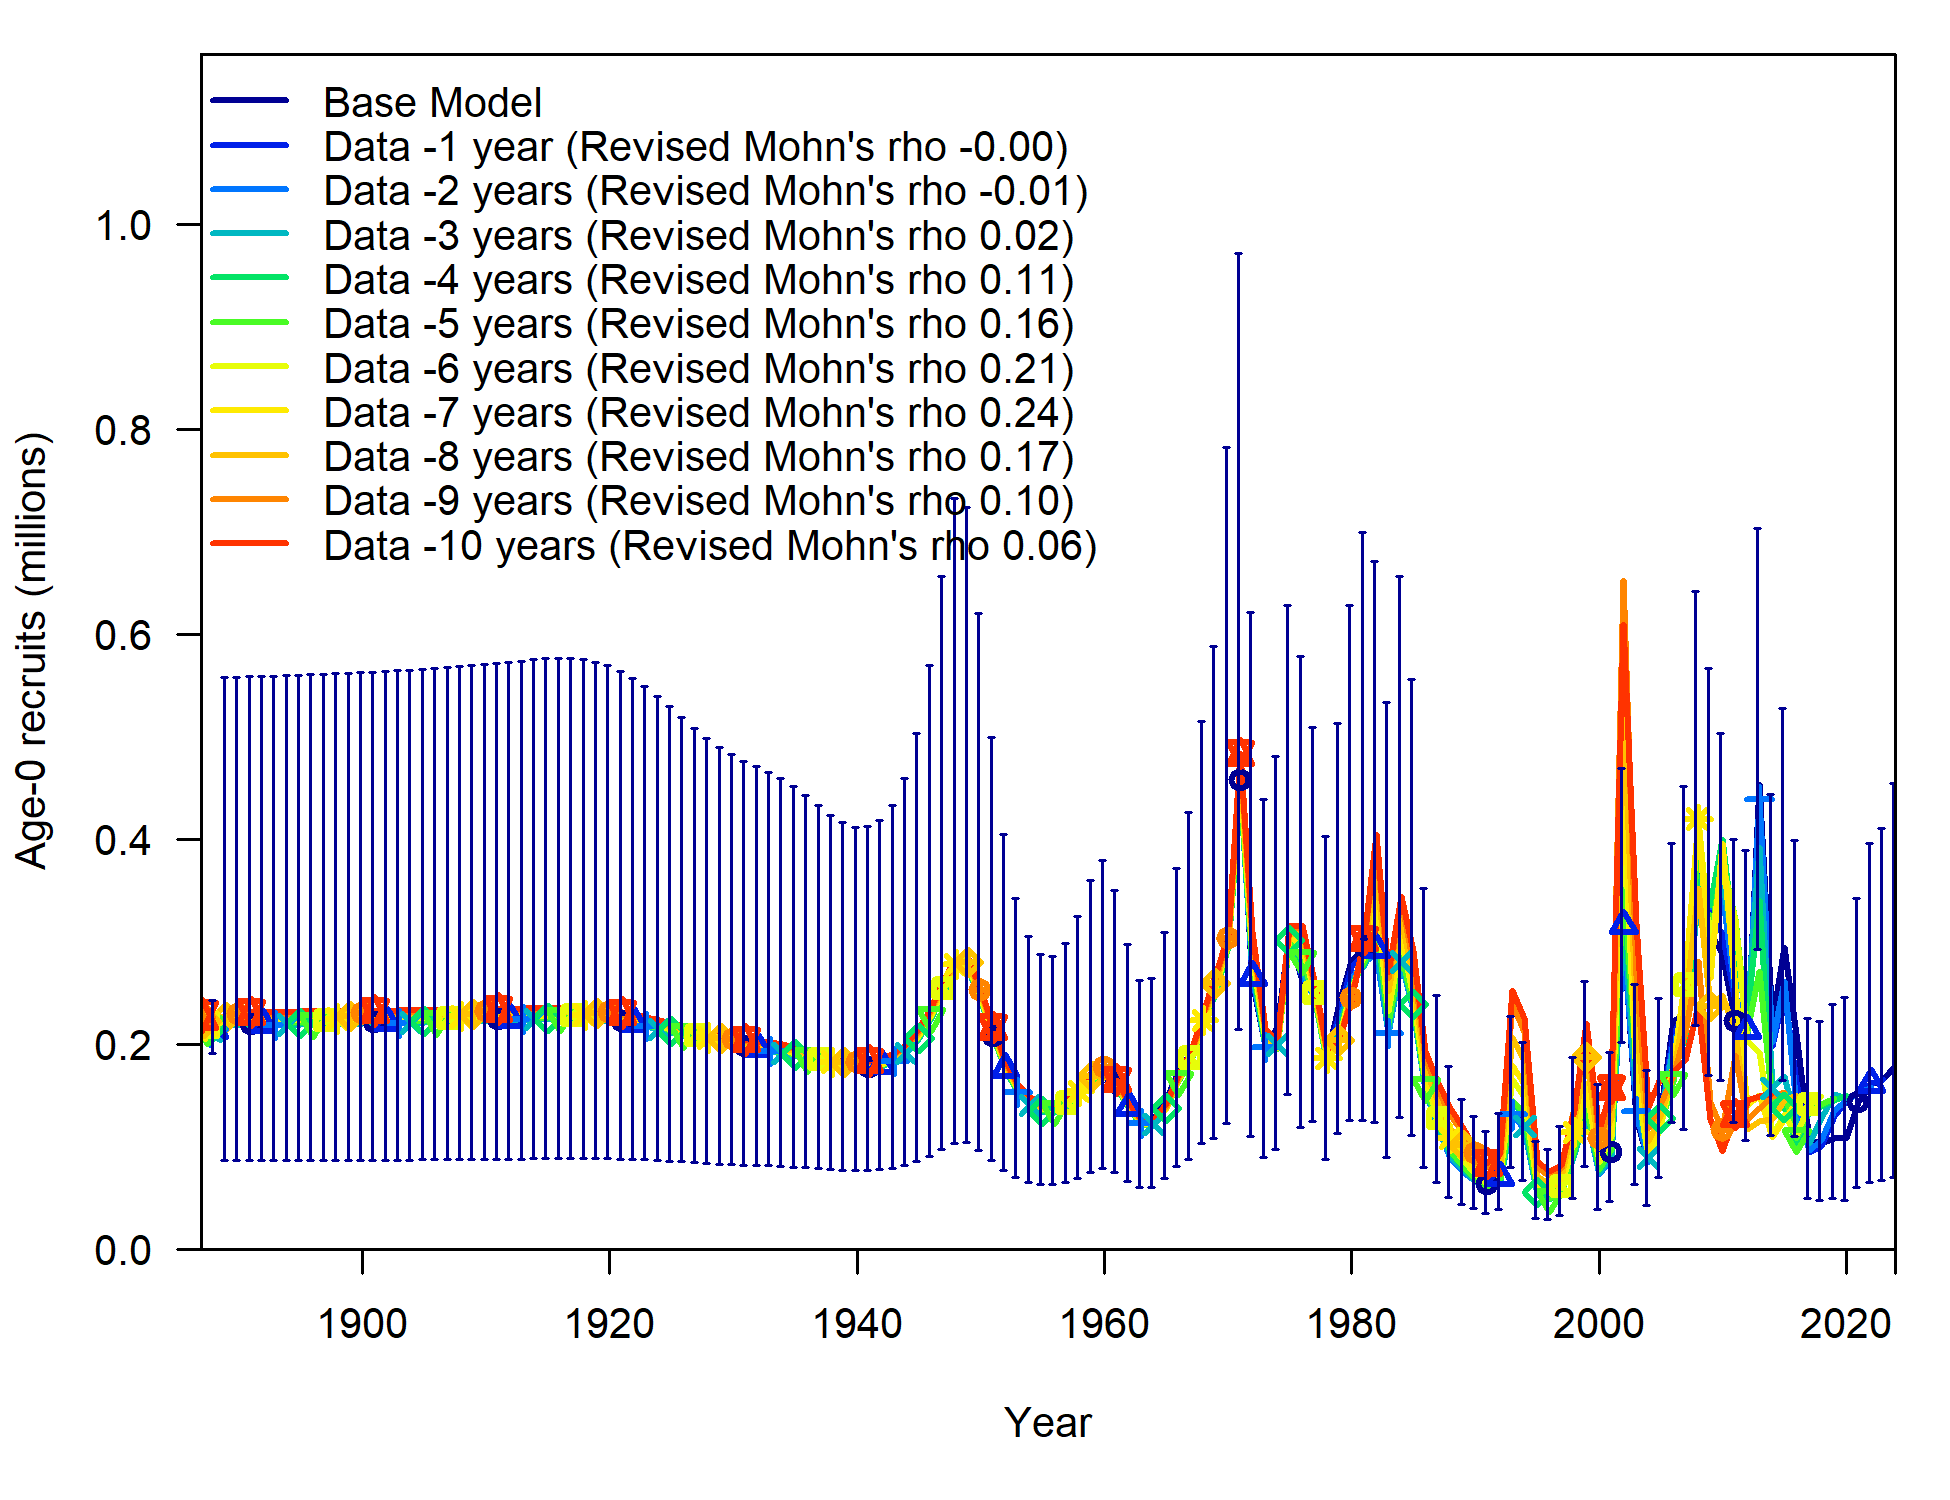 Base Model
Data -1 year (Revised Mohn's rho -0.00)
Data -2 years (Revised Mohn's rho -0.01)
Data -3 years (Revised Mohn's rho 0.02)
Data -4 years (Revised Mohn's rho 0.11)
Data -5 years (Revised Mohn's rho 0.16)
Data -6 years (Revised Mohn's rho 0.21)
Data -7 years (Revised Mohn's rho 0.24)
Data -8 years (Revised Mohn's rho 0.17)
Data -9 years (Revised Mohn's rho 0.10)
Data -10 years (Revised Mohn's rho 0.06)
Age-0 recruits (millions)
1.0
0.8
0.6
0.4
0.2
0.0
1900 1920 1940 1960 1980 2000 2020
Year